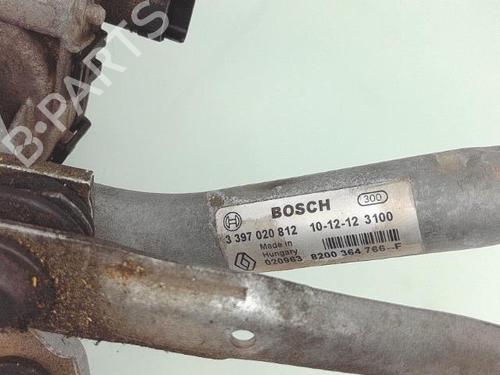 B-PARTS
BOSCH 300
3 397 020 812 10-12-12 3100
Made in
Hungary
020963 8200 364 766--F